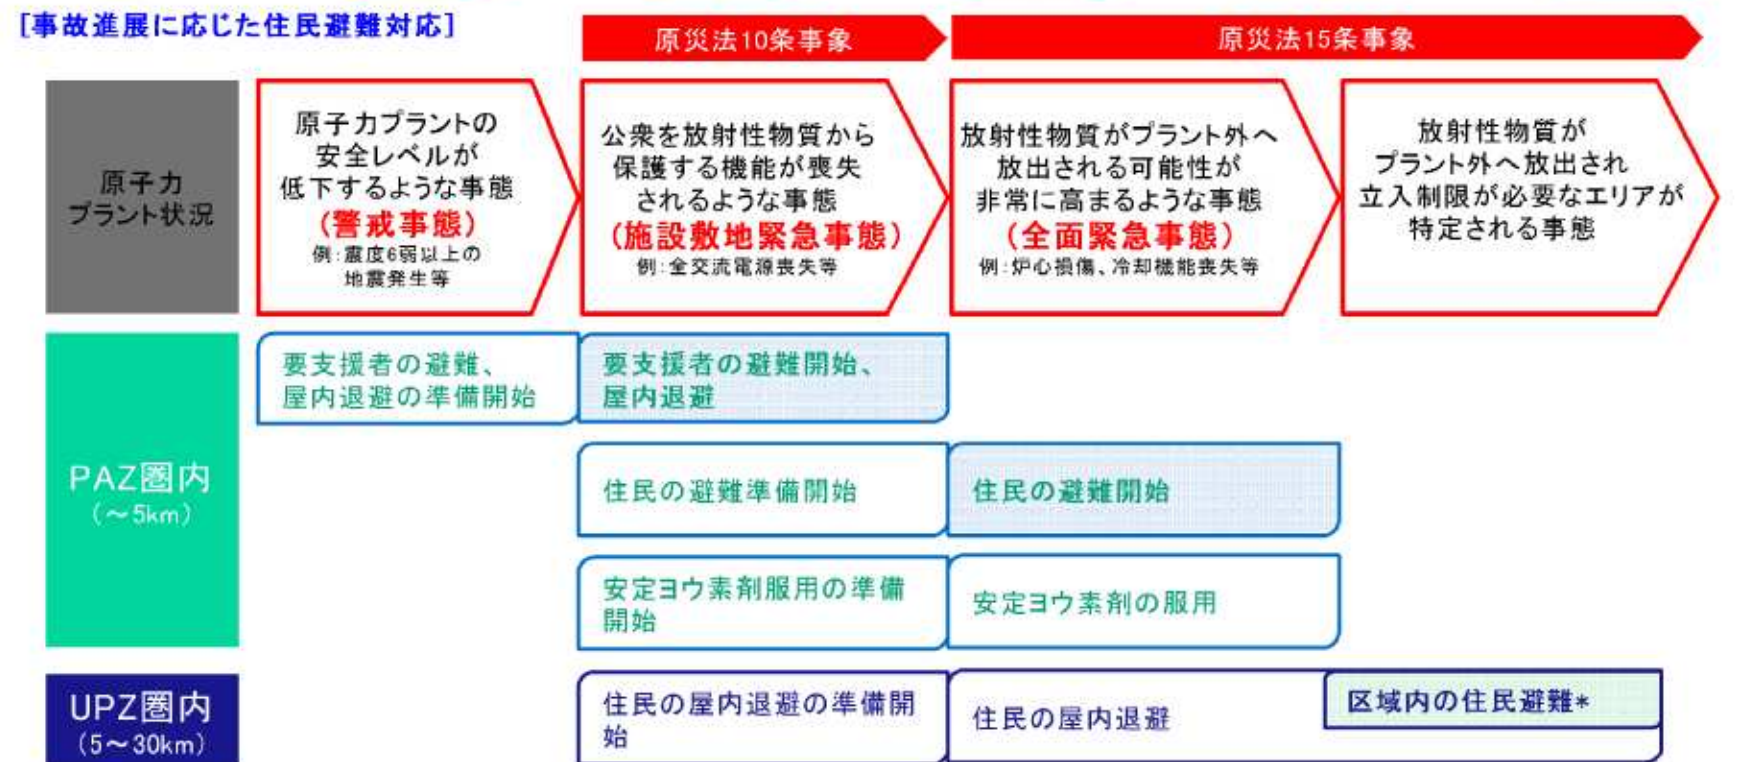 [事故進展に応じた住民避難対応]
原災法10条事象
原災法15条事象
原子力
プラント状況
原子力プラントの
安全レベルが
低下するような事態
(警戒事態)
例:震度6弱以上の
地震発生等
公衆を放射性物質から
保護する機能が喪失
されるような事態
(施設敷地緊急事態)
例:全交流電源喪失等
放射性物質がプラント外へ
放出される可能性が
非常に高まるような事態
(全面緊急事態)
例:炉心損傷、冷却機能喪失等
放射性物質が
プラント外へ放出され
立入制限が必要なエリアが
特定される事態
PAZ圏内
(～5km)
要支援者の避難、
屋内退避の準備開始
要支援者の避難開始、
屋内退避
住民の避難準備開始
住民の避難開始
安定ヨウ素剤服用の準備
開始
安定ヨウ素剤の服用
UPZ圏内
(5～30km)
住民の屋内退避の準備開
始
住民の屋内退避
区域内の住民避難*